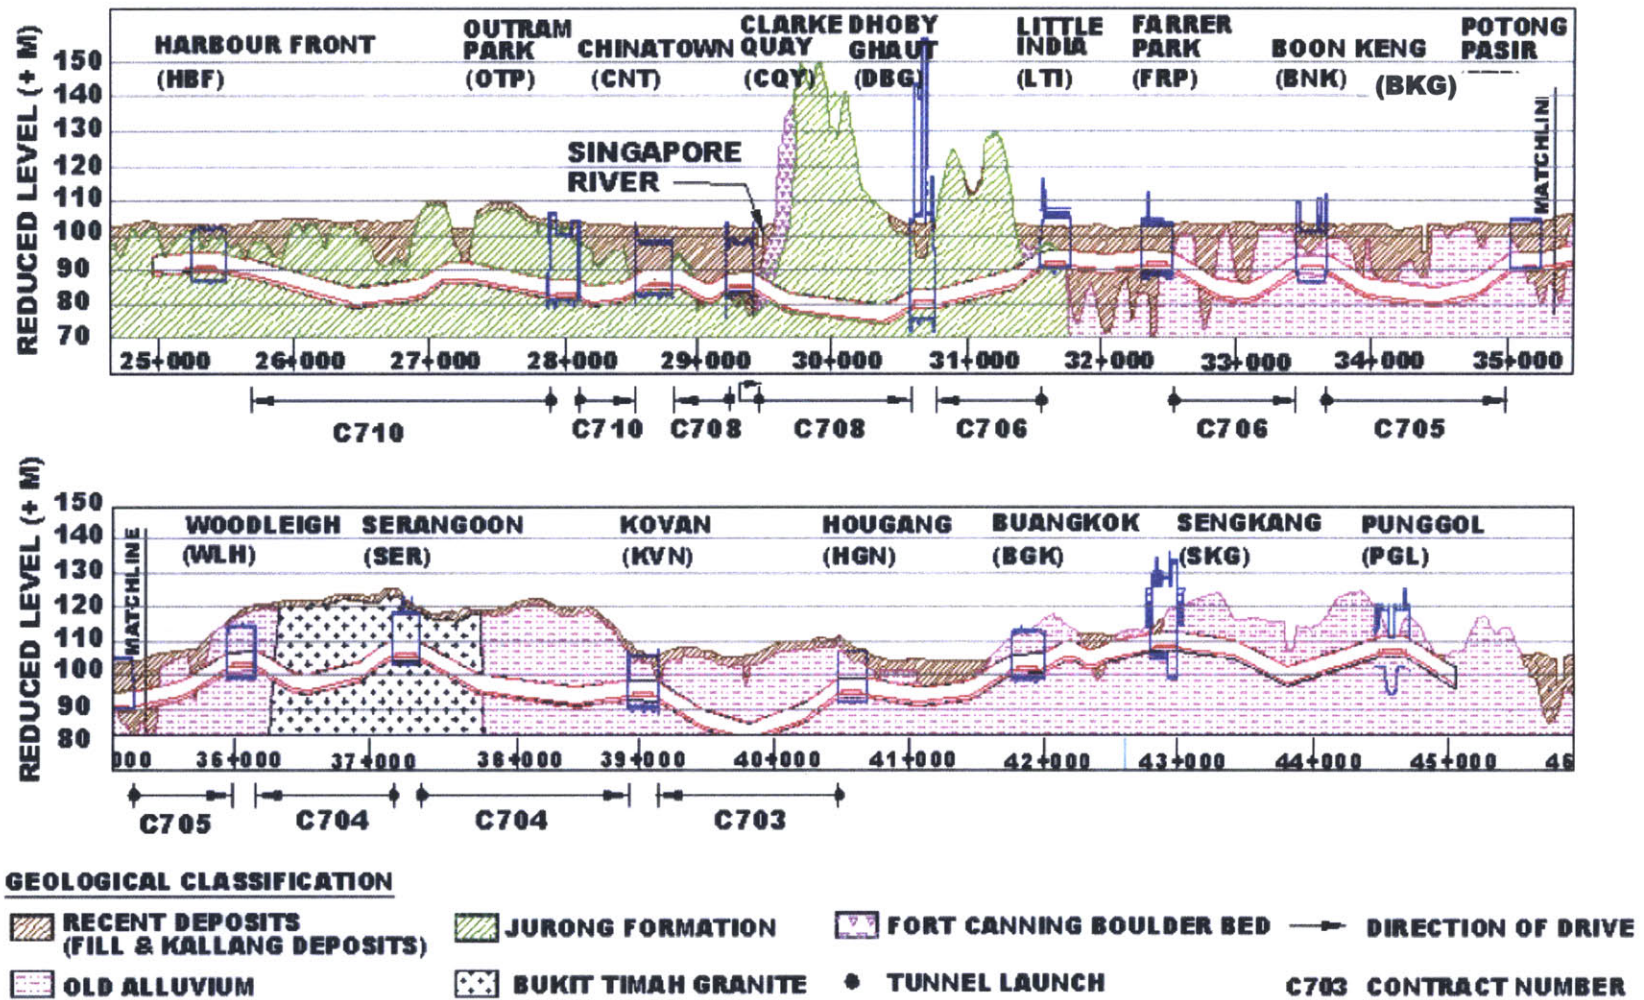 REDUCED LEVEL (+ M)
150
140
130
120
110
100
90
80
70
HARBOUR FRONT
(HBF)
OUTRAM
PARK
(OTP)
CHINATOWN
(CNT)
CLARKE
QUAY
(CQY)
DHOBY
GHAUT
(DBG)
LITTLE
INDIA
(LTI)
FARRER
PARK
(FRP)
BOON KENG
(BNK)
(BKG)
POTONG
PASIR
SINGAPORE
RIVER
MATCHLIN
25+000 26+000 27+000 28+000 29+000 30+000 31+000 32+000 33+000 34+000 35+000
C710 C710 C708 C708 C706 C706 C705
REDUCED LEVEL (+ M)
150
140
130
120
110
100
90
80
MATCHLINE
WOODLEIGH
(WLH)
SERANGOON
(SER)
KOVAN
(KVN)
HOUGANG
(HGN)
BUANGKOK
(BGK)
SENGKANG
(SKG)
PUNGGOL
(PGL)
000 36+000 37+000 38+000 39+000 40+000 41+000 42+000 43+000 44+000 45+000 46
C705 C704 C704 C703
GEOLOGICAL CLASSIFICATION
RECENT DEPOSITS
(FILL & KALLANG DEPOSITS)
JURONG FORMATION
FORT CANNING BOULDER BED
DIRECTION OF DRIVE
OLD ALLUVIUM
BUKIT TIMAH GRANITE
TUNNEL LAUNCH
C703 CONTRACT NUMBER